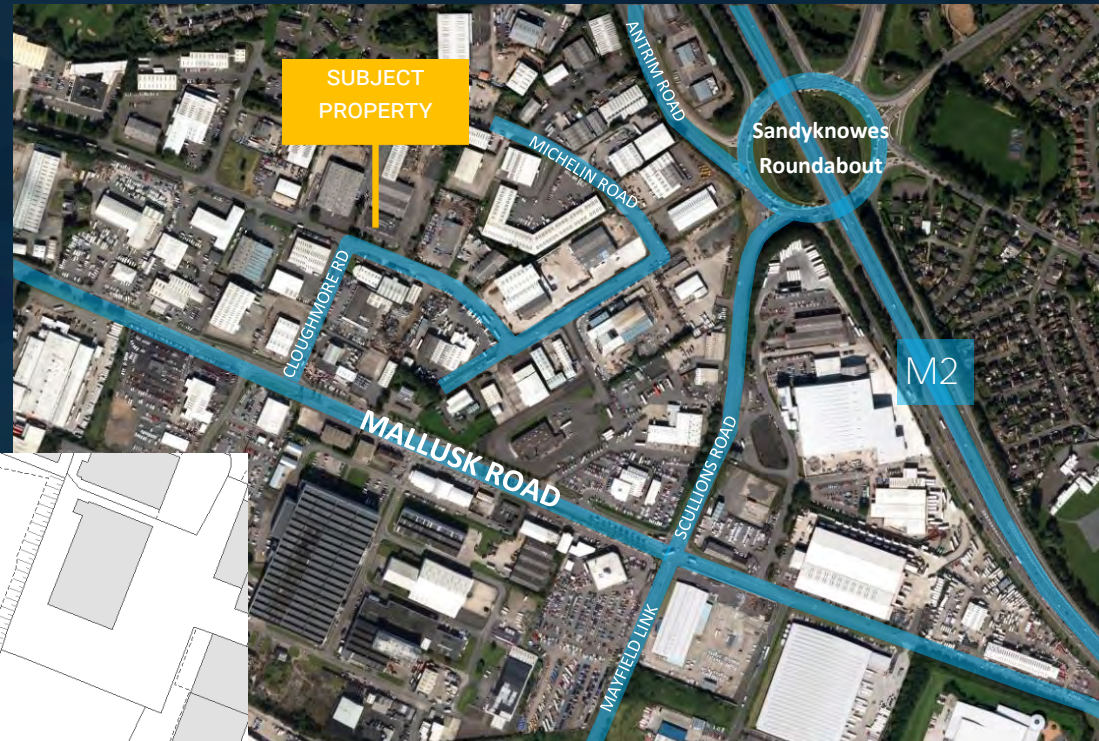 SUBJECT
PROPERTY
ANTRIM ROAD
Sandyknowes
Roundabout
MICHELIN ROAD
CLOUGHMORE RD
M2
MALLUSK ROAD
SCULLIONS ROAD
MAYFIELD LINK